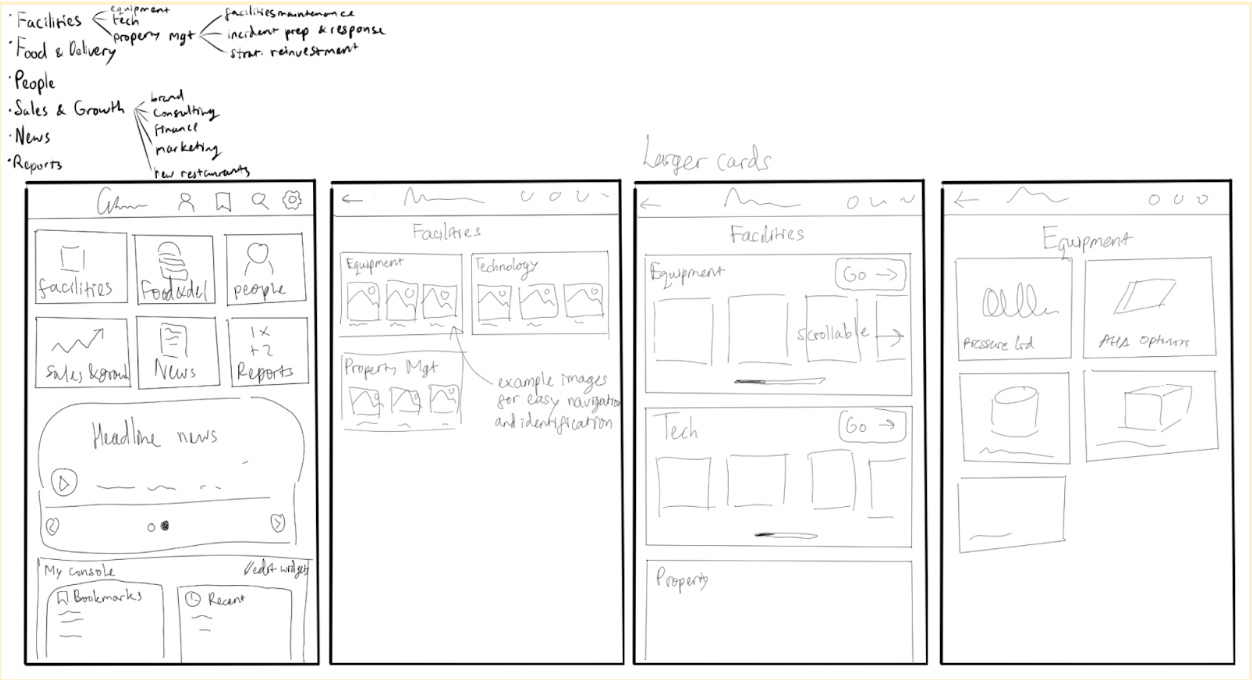 · Facilities
equipment
tech
property mgt
facilities maintenance
incident prep & response
strat. reinvestment
· Food & Delivery
· People
· Sales & Growth
brand
consulting
finance
marketing
new restaurants
· News
· Reports
facilities
Food & del
people
Sales & grow
News
1x
+2
Reports
Headline news
My console
edit widgets
Bookmarks
Recent
Facilities
Equipment
Technology
Property Mgt
example images
for easy navigation
and identification
Larger cards
Facilities
Equipment
Go →
scrollable
Tech
Go →
Property
Equipment
Pressure Lid
AHA